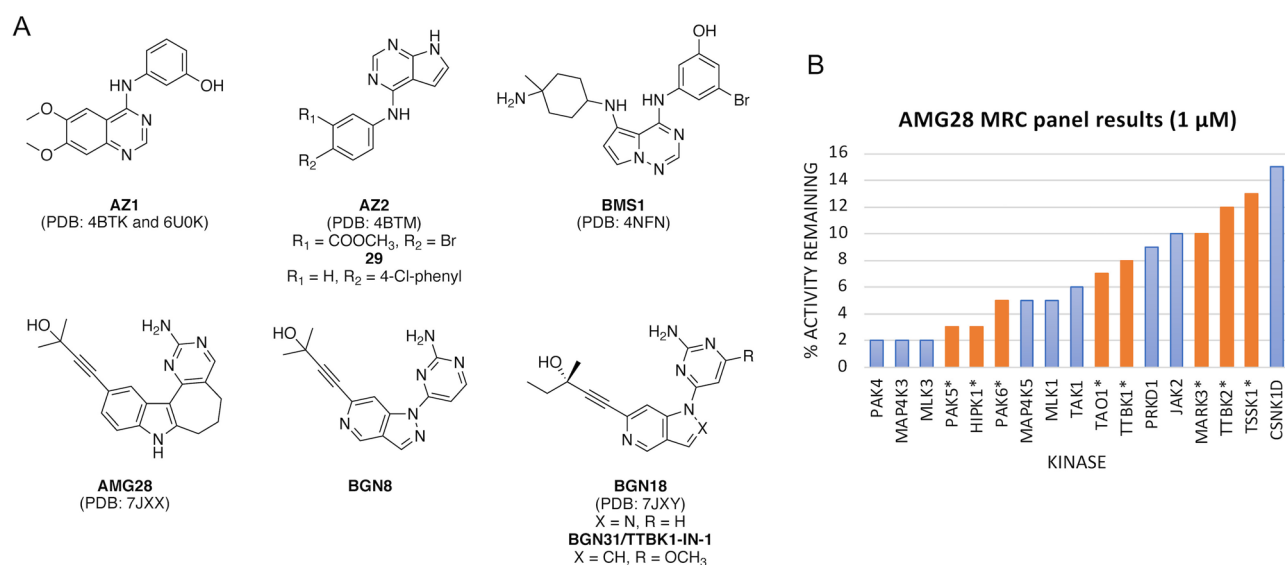 A
HN
OH
O
O
N
N
AZ1
(PDB: 4BTK and 6U0K)
H
N
N
N
NH
R1
R2
AZ2
(PDB: 4BTM)
R1 = COOCH3, R2 = Br
29
R1 = H, R2 = 4-Cl-phenyl
OH
H2N
NH
HN
Br
N
N
N
BMS1
(PDB: 4NFN)
HO
H2N
N
N
N
H
AMG28
(PDB: 7JXX)
HO
NH2
N
N
N
N
N
BGN8
H2N
R
HO
N
N
N
X
N
BGN18
(PDB: 7JXY)
X = N, R = H
BGN31/TTBK1-IN-1
X = CH, R = OCH3
B
AMG28 MRC panel results (1 µM)
% ACTIVITY REMAINING
16
14
12
10
8
6
4
2
0
PAK4
MAP4K3
MLK3
PAK5*
HIPK1*
PAK6*
MAP4K5
MLK1
TAK1
TAO1*
TTBK1*
PRKD1
JAK2
MARK3*
TTBK2*
TSSK1*
CSNK1D
KINASE